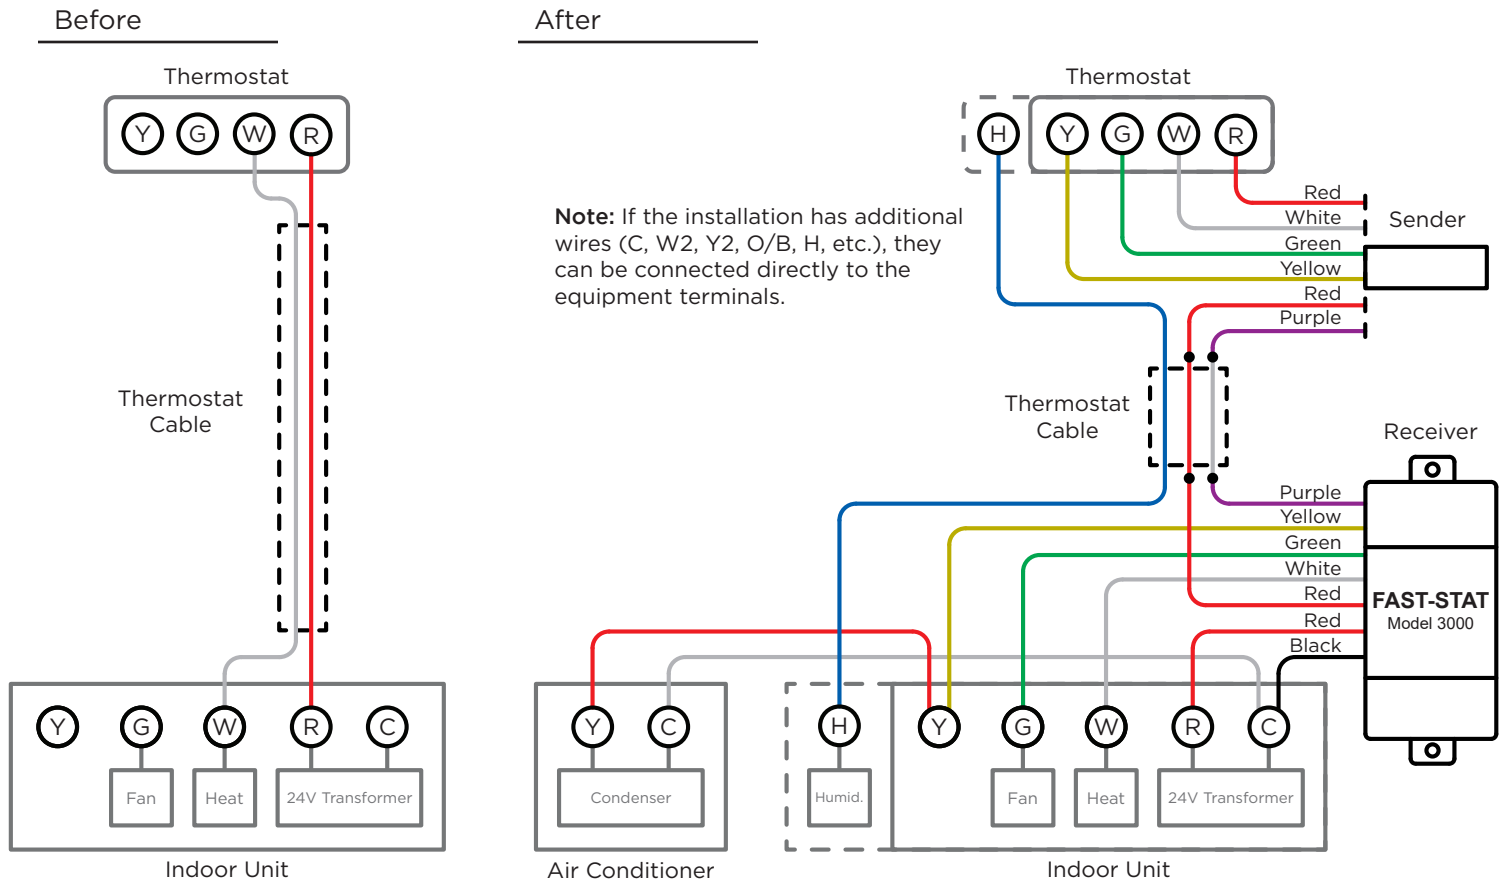 Before
Thermostat
Y G W R
Thermostat
Cable
Y G W R C
Fan Heat 24V Transformer
Indoor Unit
After
Thermostat
H Y G W R
Note: If the installation has additional
wires (C, W2, Y2, O/B, H, etc.), they
can be connected directly to the
equipment terminals.
Red
White
Green
Yellow
Red
Purple
Sender
Thermostat
Cable
Receiver
Purple
Yellow
Green
White
Red
Red
Black
FAST-STAT
Model 3000
Y C
Condenser
Air Conditioner
H Y G W R C
Humid. Fan Heat 24V Transformer
Indoor Unit